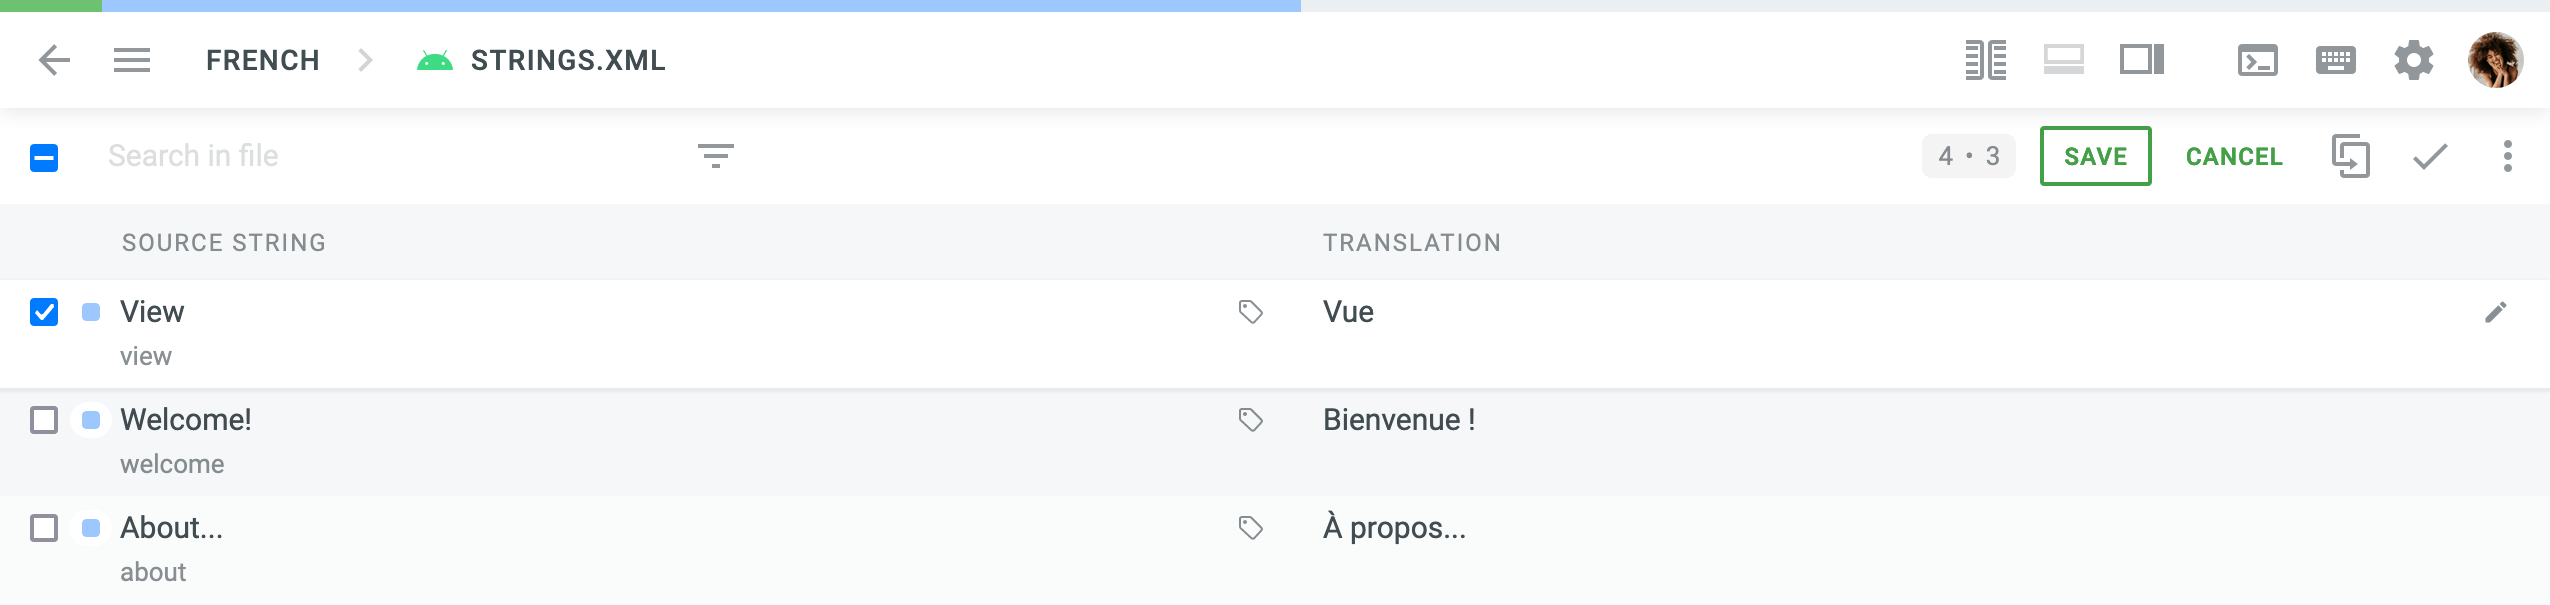 FRENCH STRINGS.XML
Search in file 4 • 3 SAVE CANCEL
SOURCE STRING TRANSLATION
View Vue
view
Welcome! Bienvenue !
welcome
About... À propos...
about